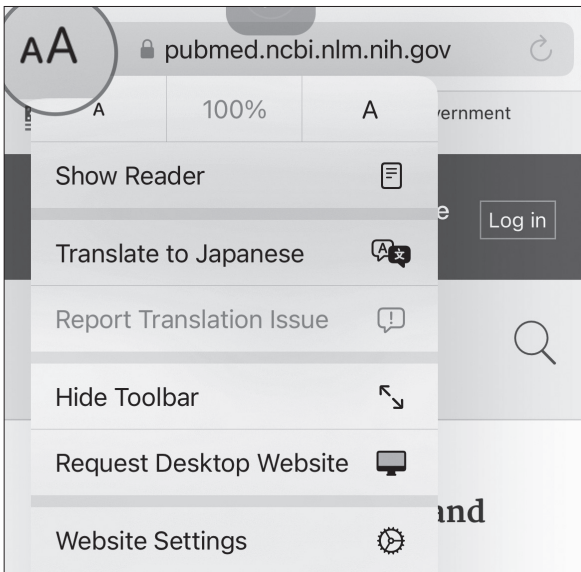 AA pubmed.ncbi.nlm.nih.gov
A 100% A
vernment
Show Reader
e Log in
Translate to Japanese
Report Translation Issue
Hide Toolbar
Request Desktop Website
and
Website Settings